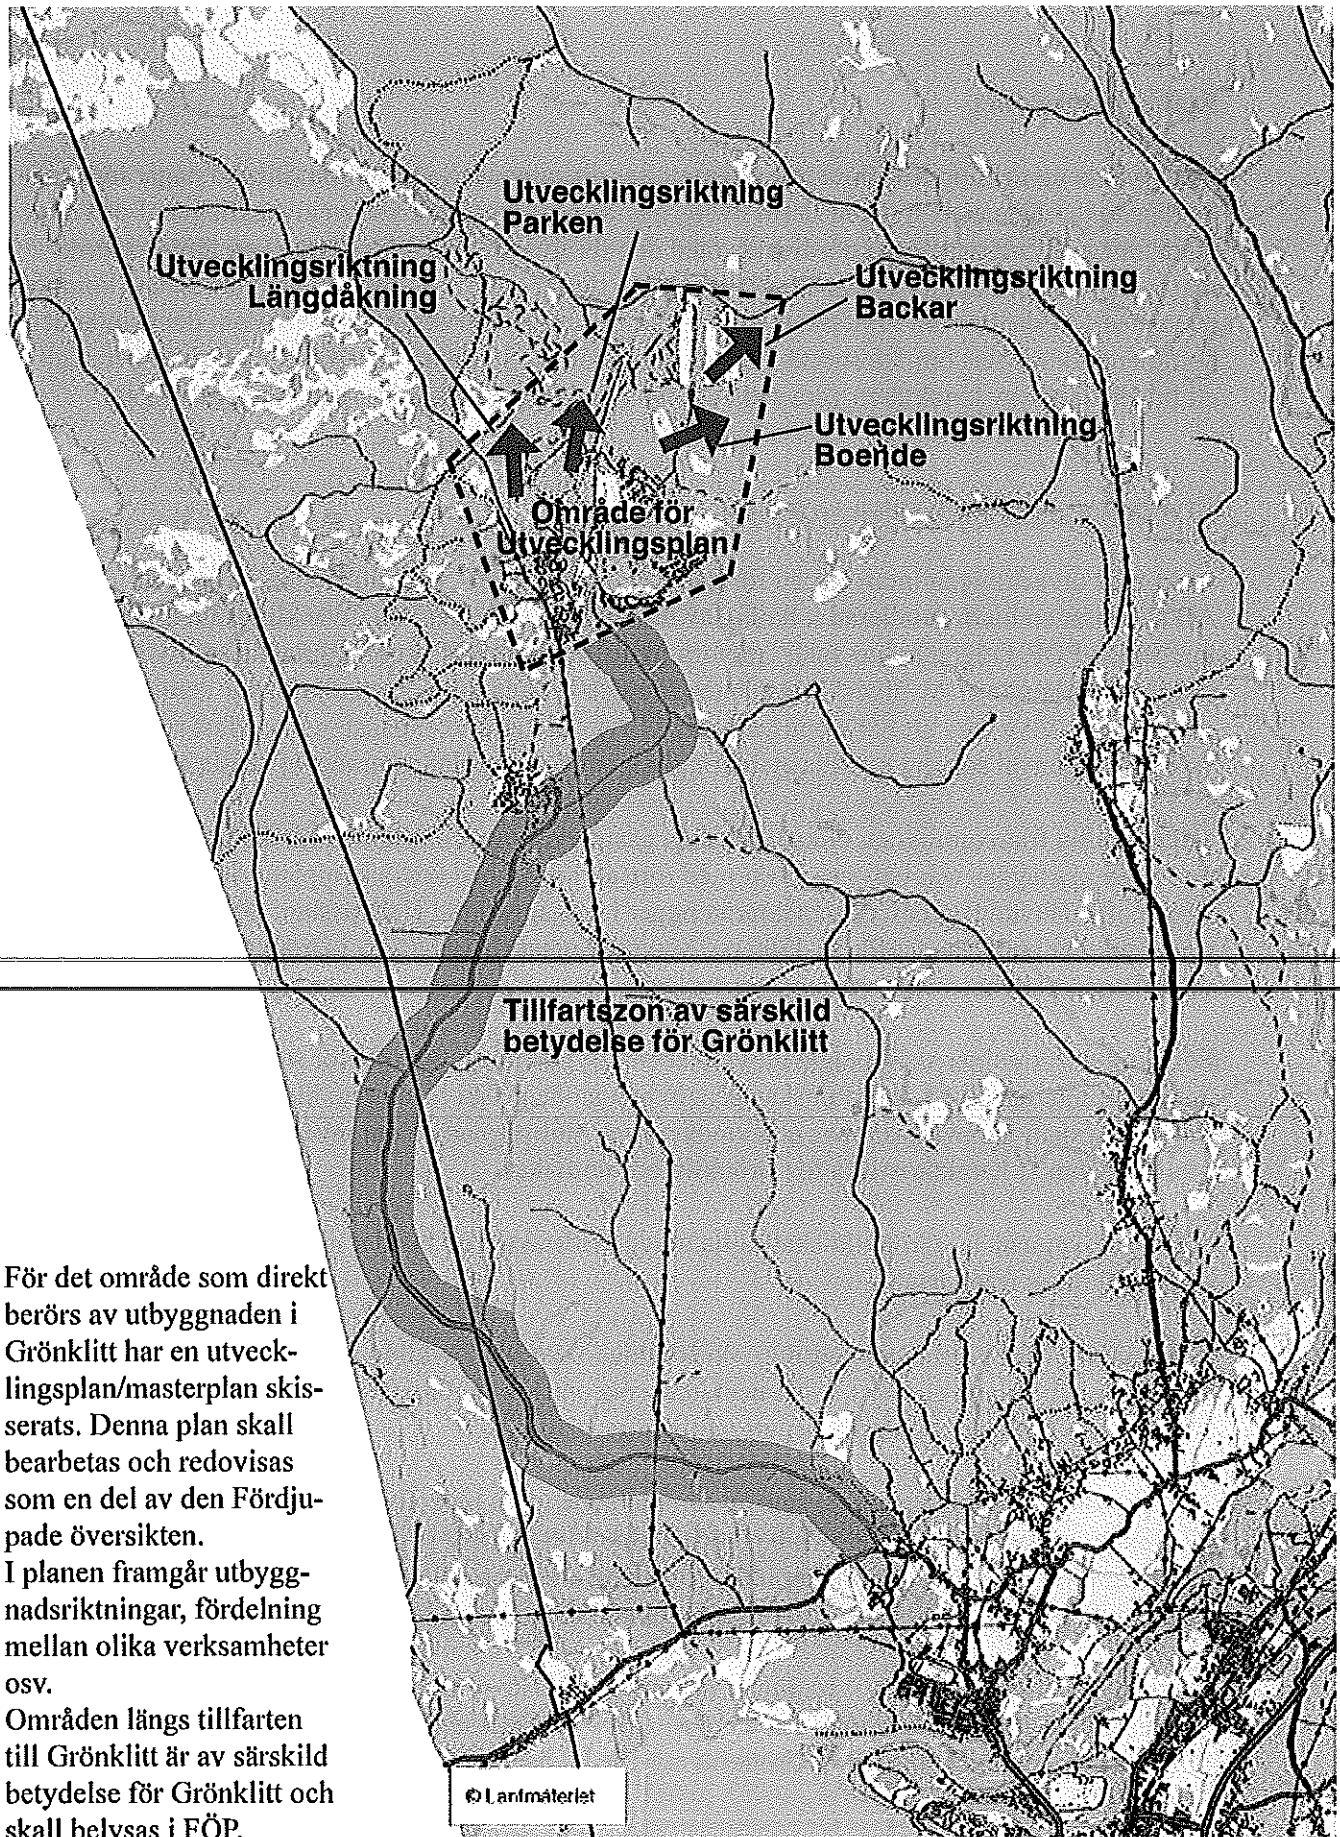 Utvecklingsriktning
Parken
Utvecklingsriktning
Längdåkning
Utvecklingsriktning
Backar
Utvecklingsriktning
Boende
Område för
Utvecklingsplan
Tillfartszon av särskild
betydelse för Grönklitt
För det område som direkt
berörs av utbyggnaden i
Grönklitt har en utveck-
lingsplan/masterplan skis-
serats. Denna plan skall
bearbetas och redovisas
som en del av den Fördju-
pade översikten.
I planen framgår utbygg-
nadsriktningar, fördelning
mellan olika verksamheter
osv.
Områden längs tillfarten
till Grönklitt är av särskild
betydelse för Grönklitt och
skall belysas i FÖP.
© Lantmäteriet